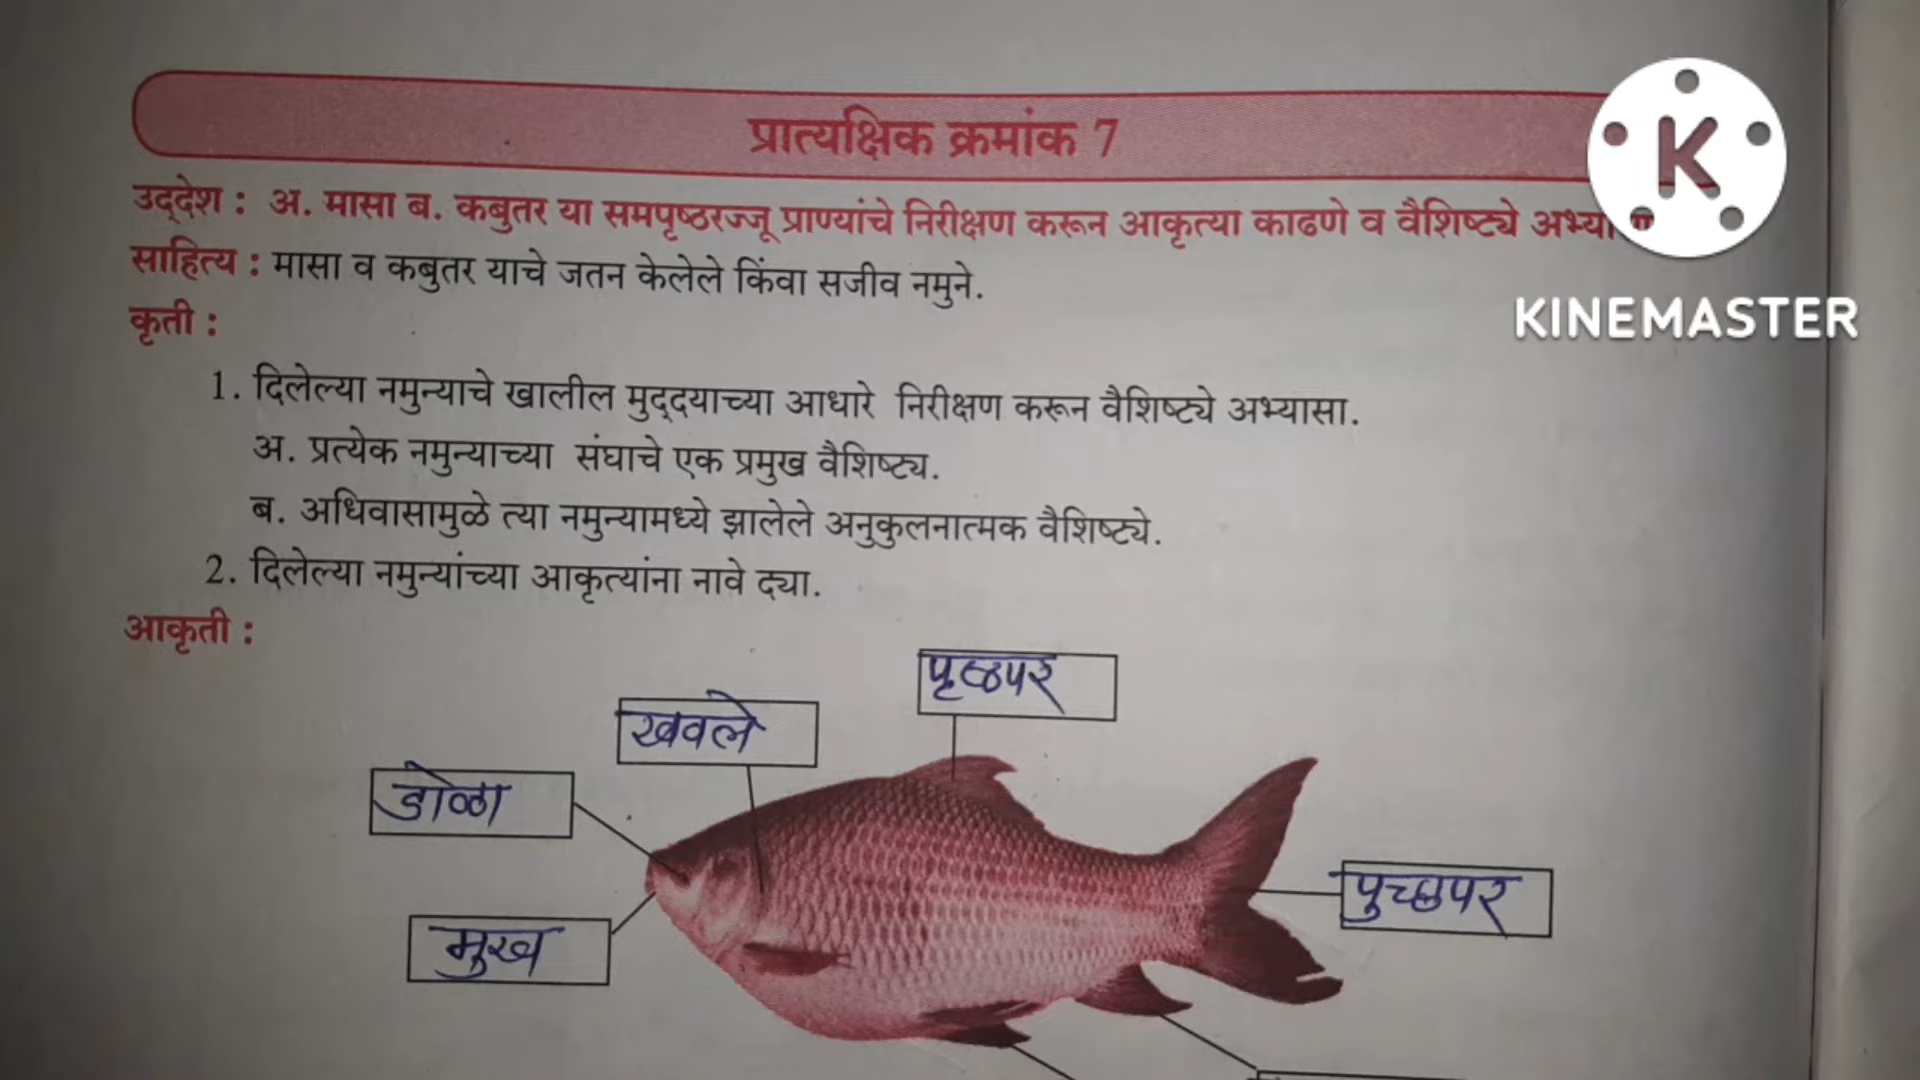 प्रात्यक्षिक क्रमांक 7
उद्‌देश : अ. मासा ब. कबुतर या समपृष्ठरज्जू प्राण्यांचे निरीक्षण करून आकृत्या काढणे व वैशिष्ट्ये
साहित्य : मासा व कबुतर याचे जतन केलेले किंवा सजीव नमुने.
कृती :
1. दिलेल्या नमुन्याचे खालील मुद्‌दयाच्या आधारे निरीक्षण करून वैशिष्ट्ये अभ्यासा.
अ. प्रत्येक नमुन्याच्या संघाचे एक प्रमुख वैशिष्ट्य.
ब. अधिवासामुळे त्या नमुन्यामध्ये झालेले अनुकुलनात्मक वैशिष्ट्ये.
2. दिलेल्या नमुन्यांच्या आकृत्यांना नावे द्या.
आकृती :
पृष्ठपर
खवले
डोळा
पुच्छपर
मुख
K
KINEMASTER